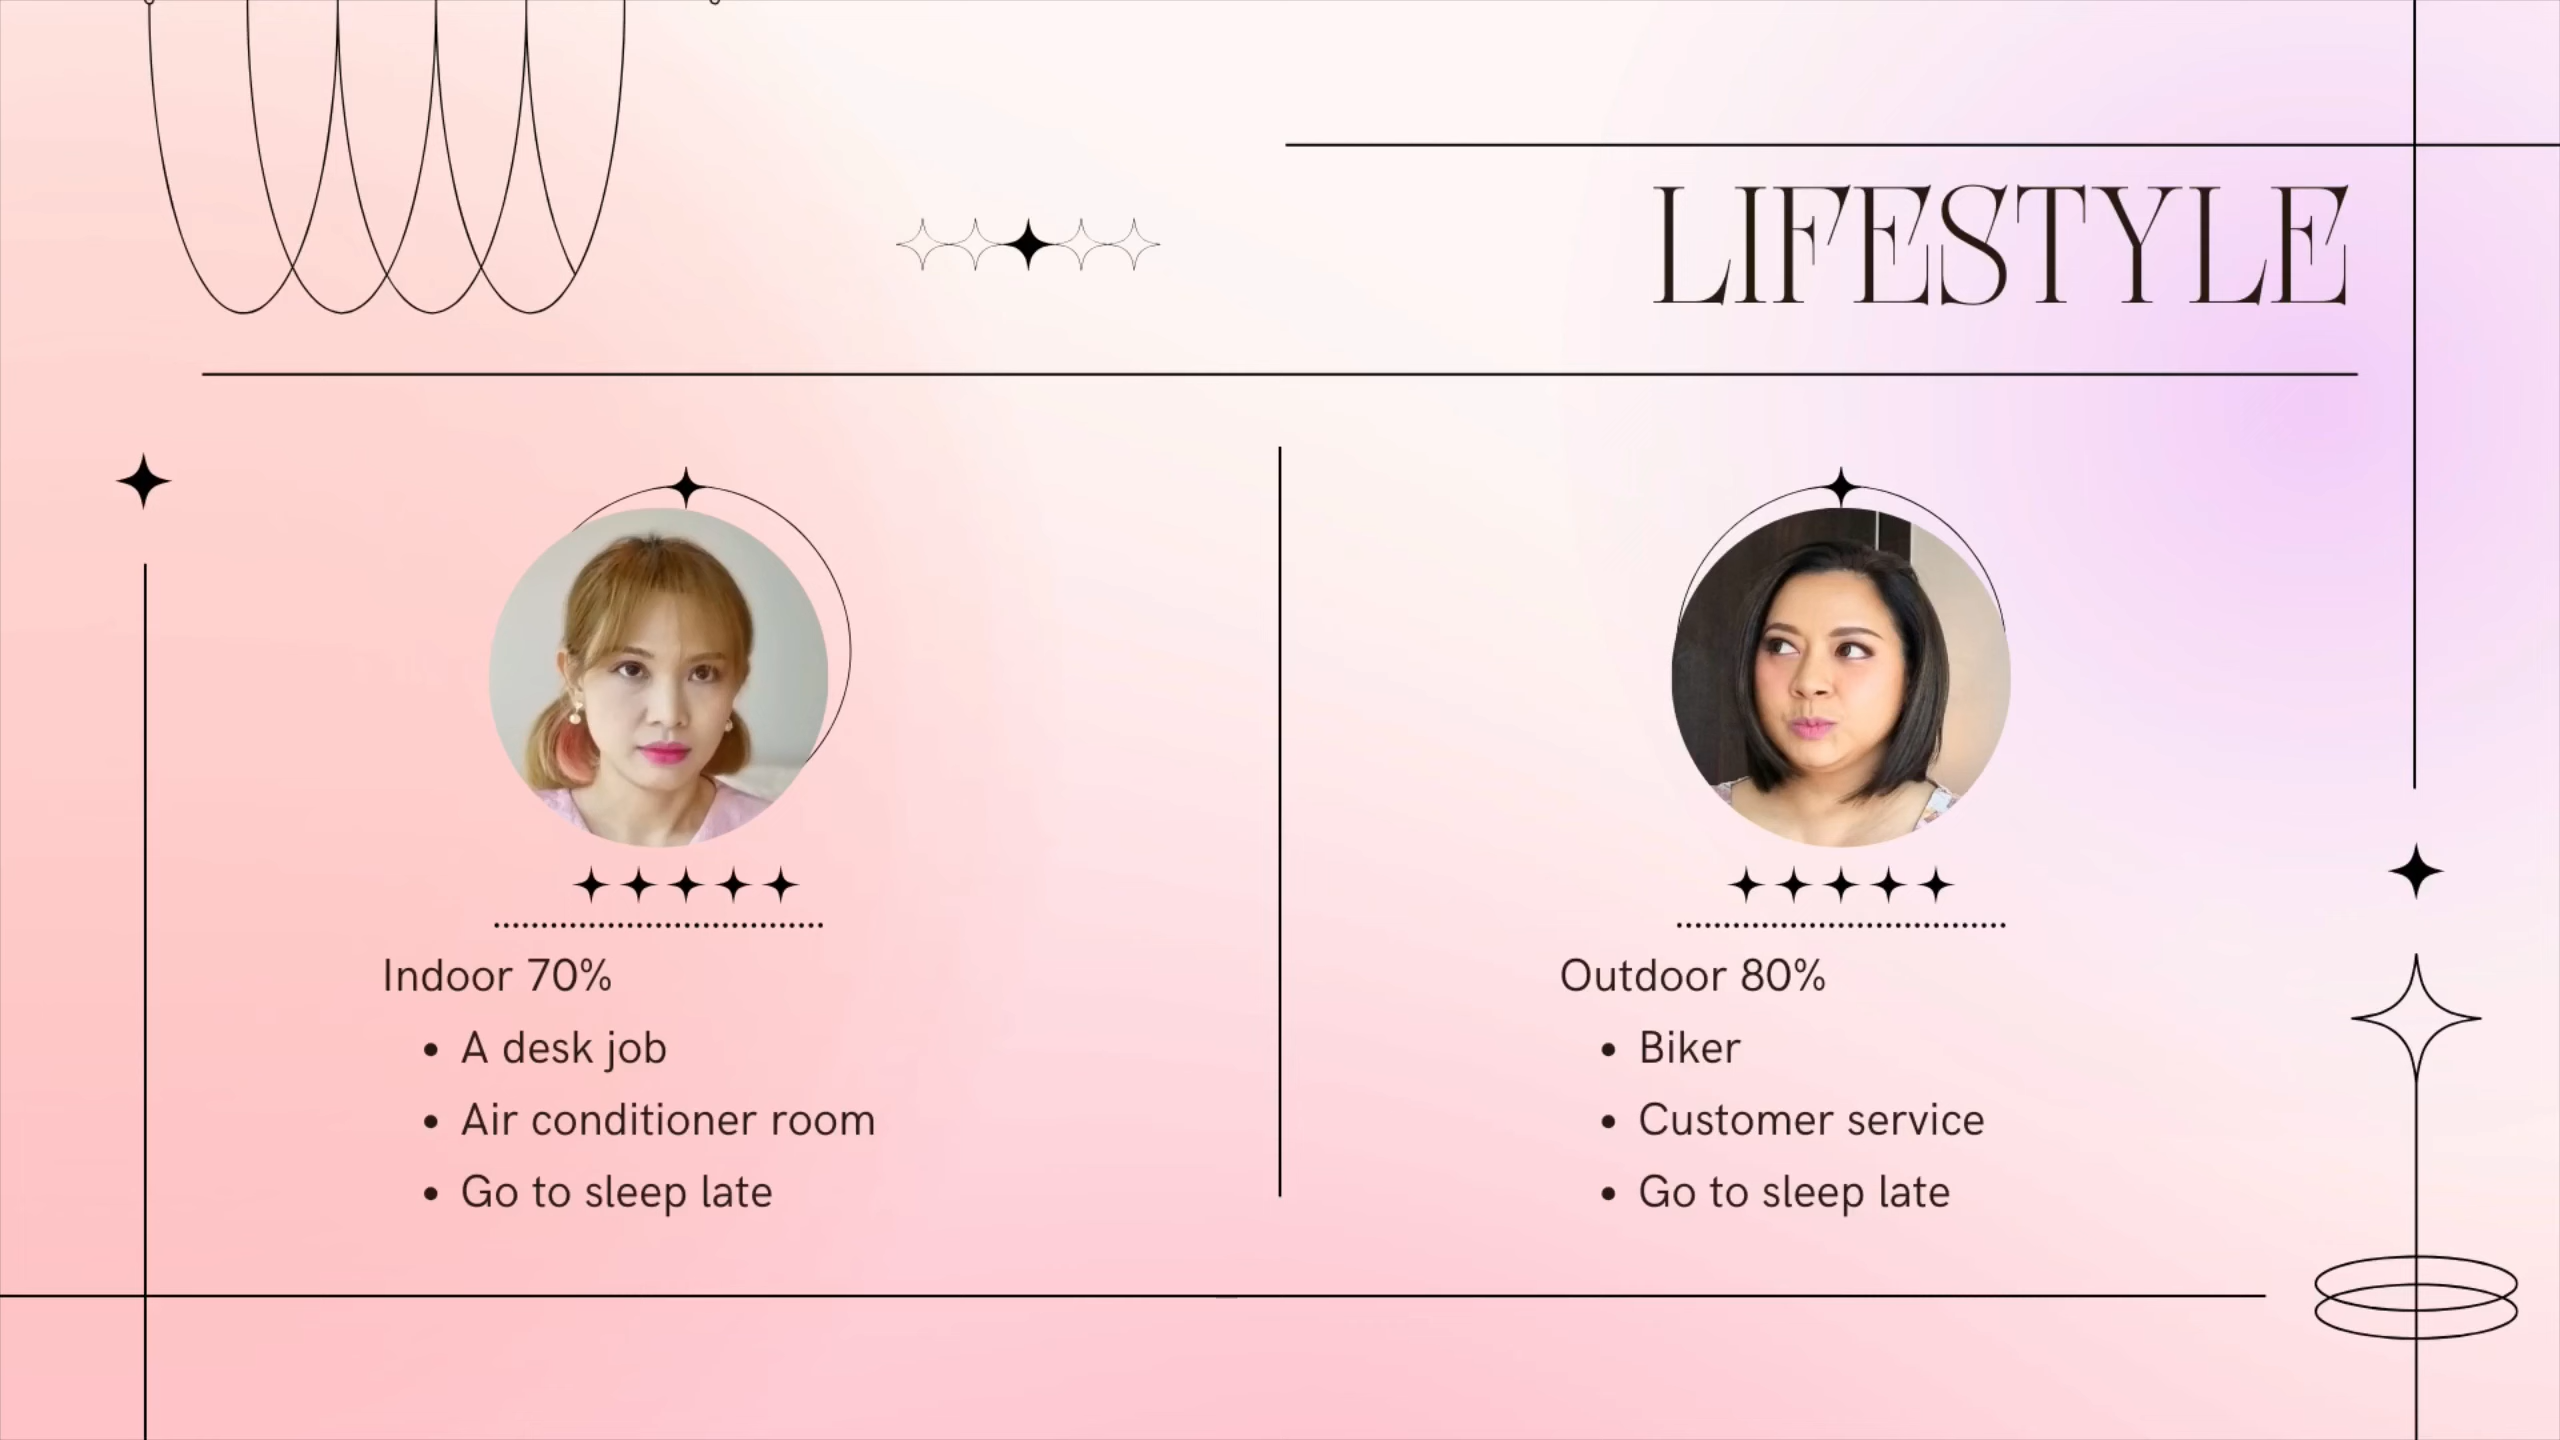 LIFESTYLE
Indoor 70%
• A desk job
• Air conditioner room
• Go to sleep late
Outdoor 80%
• Biker
• Customer service
• Go to sleep late